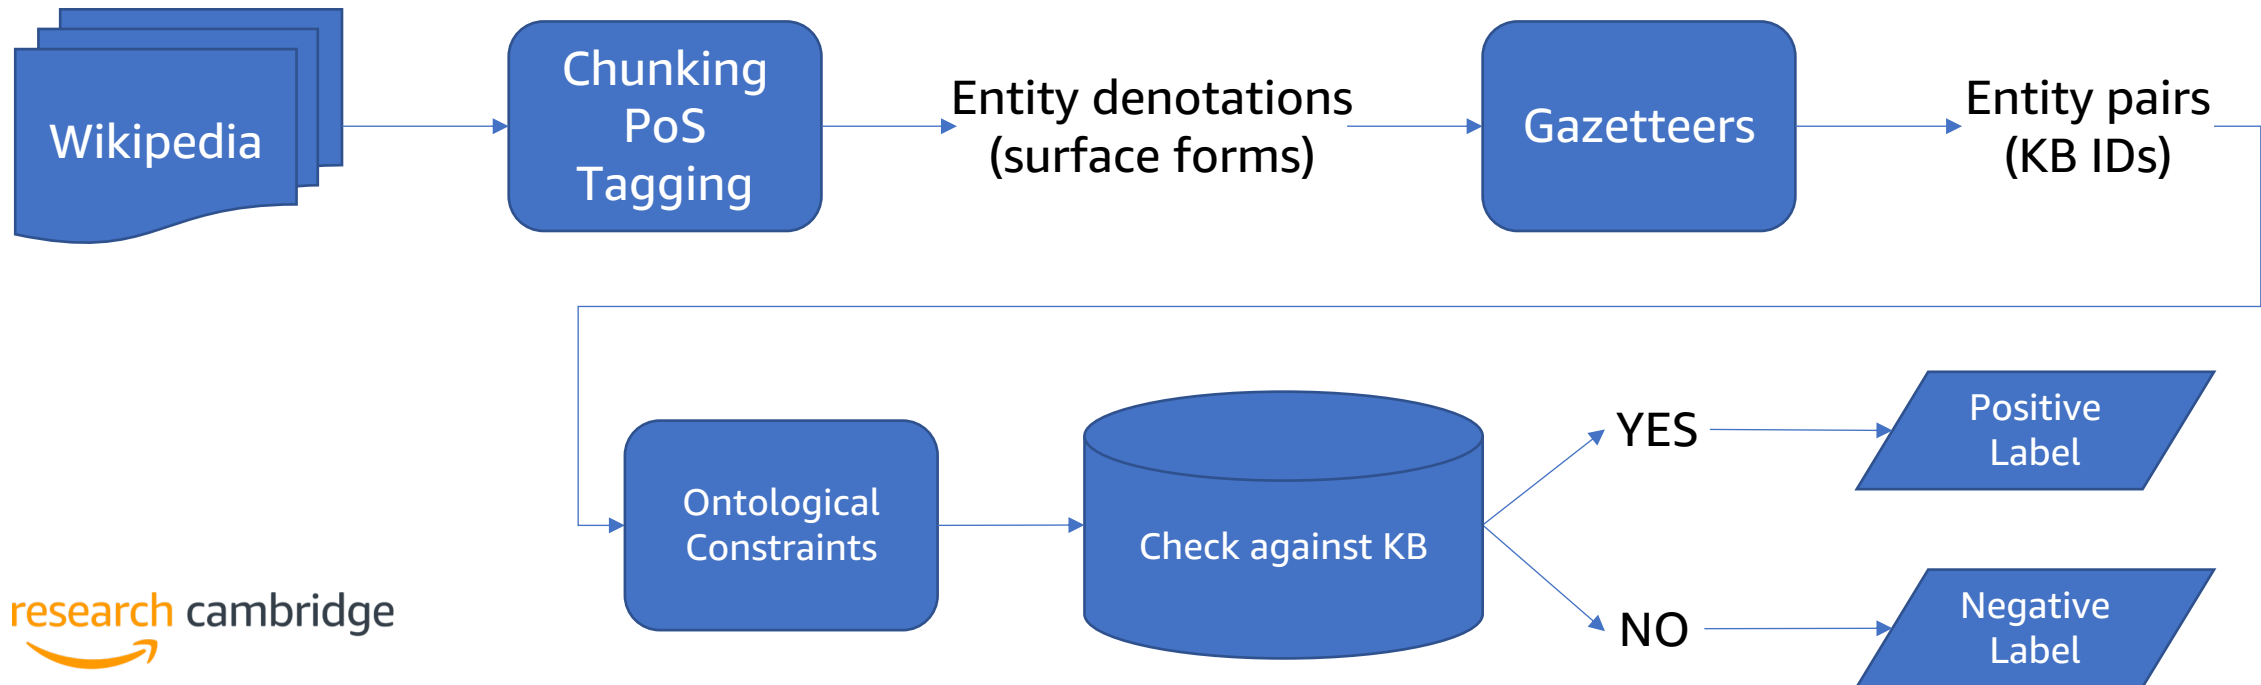 Wikipedia
Chunking
PoS
Tagging
Entity denotations
(surface forms)
Gazetteers
Entity pairs
(KB IDs)
Ontological
Constraints
Check against KB
YES
Positive
Label
NO
Negative
Label
research cambridge